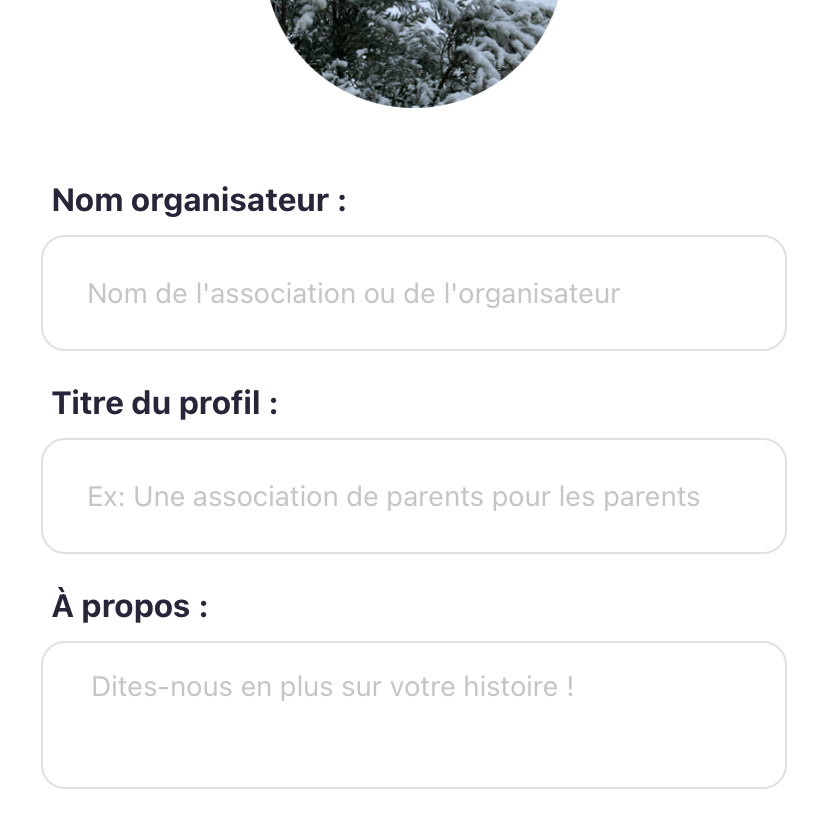 Nom organisateur :
Nom de l'association ou de l'organisateur
Titre du profil :
Ex: Une association de parents pour les parents
À propos :
Dites-nous en plus sur votre histoire !